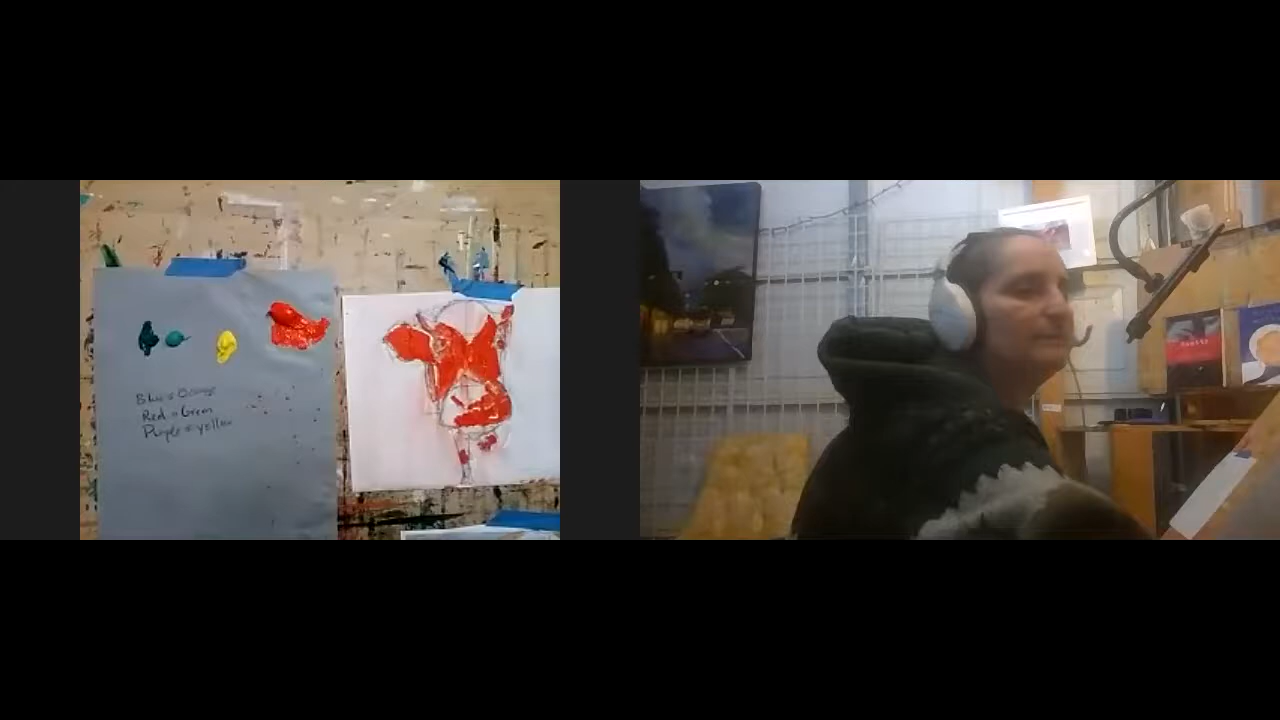 Blue = Orange
Red = Green
Purple = yellow